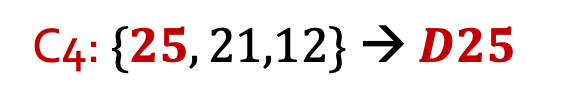 C4: {25, 21,12} → D25